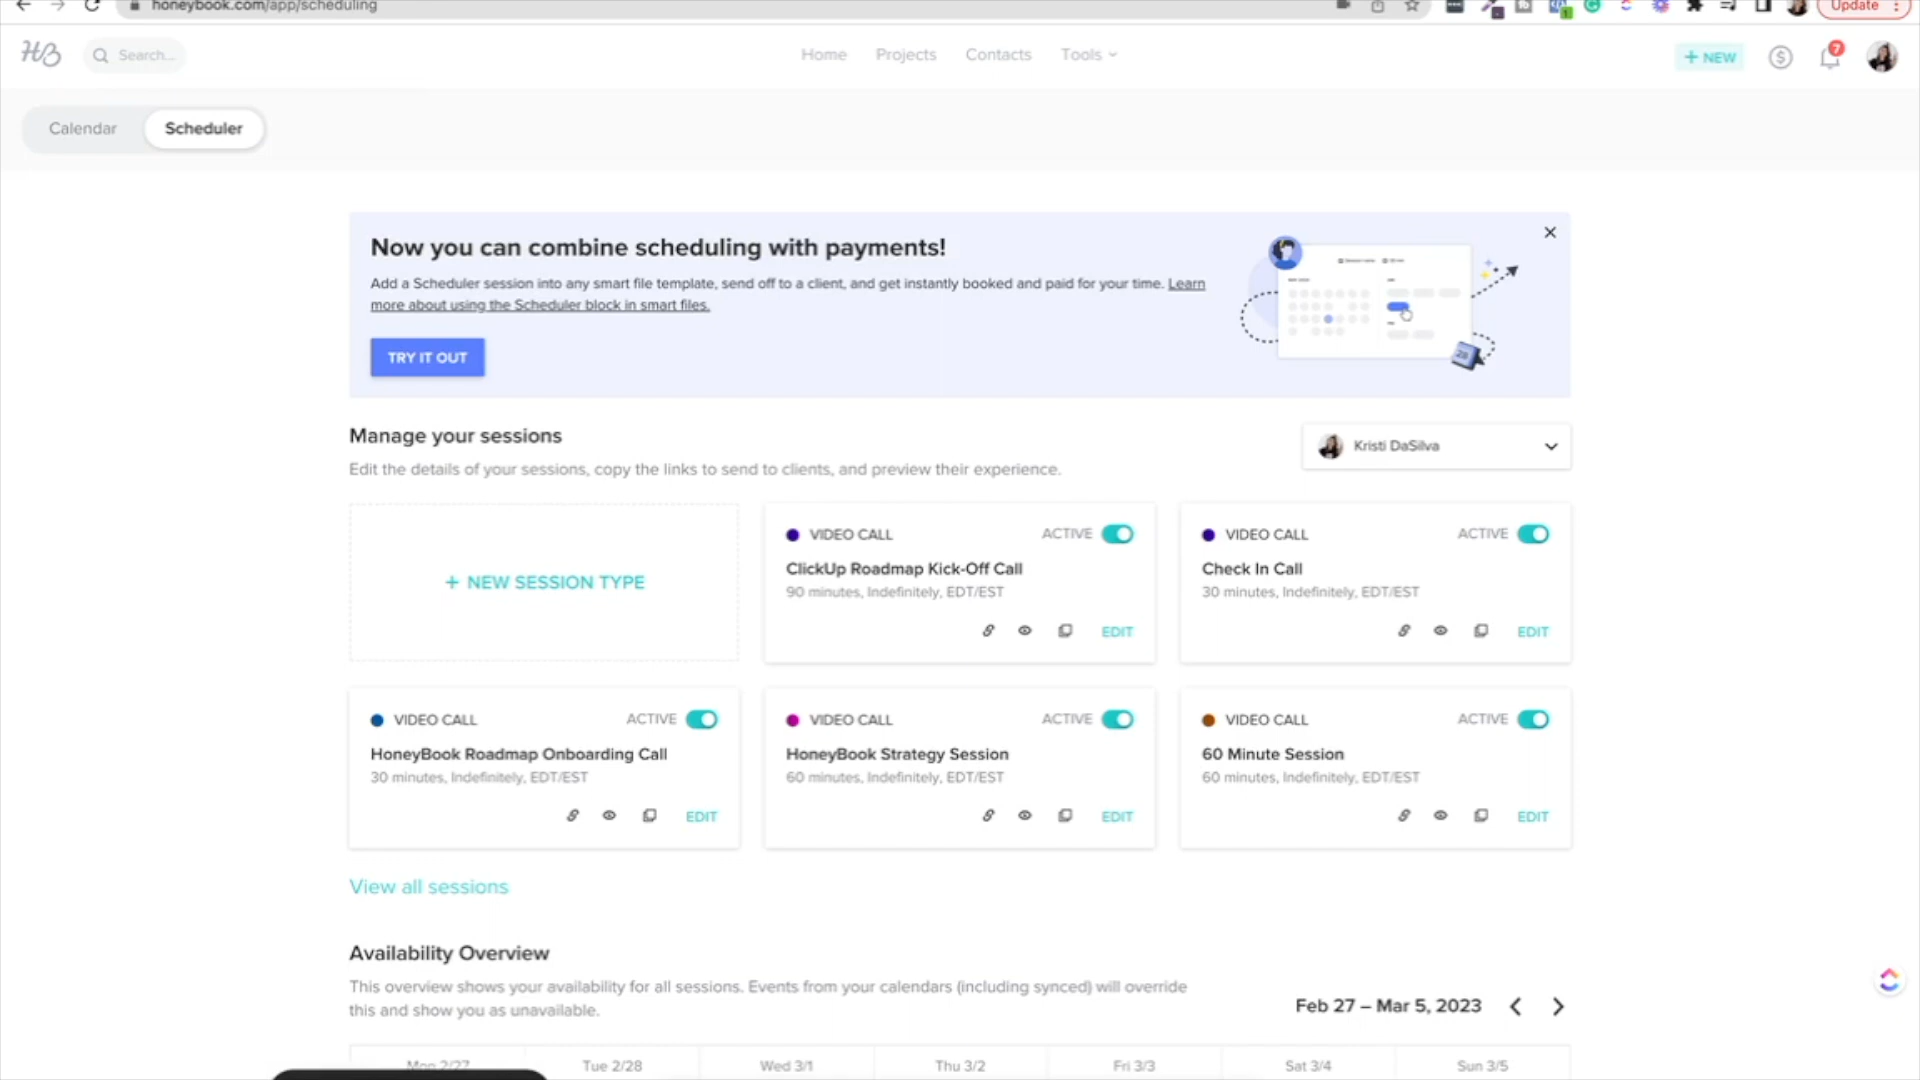 honeybook.com/app/scheduling
Update
HB
Search...
Home
Projects
Contacts
Tools
+ NEW
7
Calendar
Scheduler
Now you can combine scheduling with payments!
Add a Scheduler session into any smart file template, send off to a client, and get instantly booked and paid for your time. Learn
more about using the Scheduler block in smart files.
TRY IT OUT
Manage your sessions
Kristi DaSilva
Edit the details of your sessions, copy the links to send to clients, and preview their experience.
+ NEW SESSION TYPE
VIDEO CALL
ACTIVE
ClickUp Roadmap Kick-Off Call
90 minutes, Indefinitely, EDT/EST
EDIT
VIDEO CALL
ACTIVE
Check In Call
30 minutes, Indefinitely, EDT/EST
EDIT
VIDEO CALL
ACTIVE
HoneyBook Roadmap Onboarding Call
30 minutes, Indefinitely, EDT/EST
EDIT
VIDEO CALL
ACTIVE
HoneyBook Strategy Session
60 minutes, Indefinitely, EDT/EST
EDIT
VIDEO CALL
ACTIVE
60 Minute Session
60 minutes, Indefinitely, EDT/EST
EDIT
View all sessions
Availability Overview
This overview shows your availability for all sessions. Events from your calendars (including synced) will override
this and show you as unavailable.
Feb 27 – Mar 5, 2023
Mon 2/27
Tue 2/28
Wed 3/1
Thu 3/2
Fri 3/3
Sat 3/4
Sun 3/5